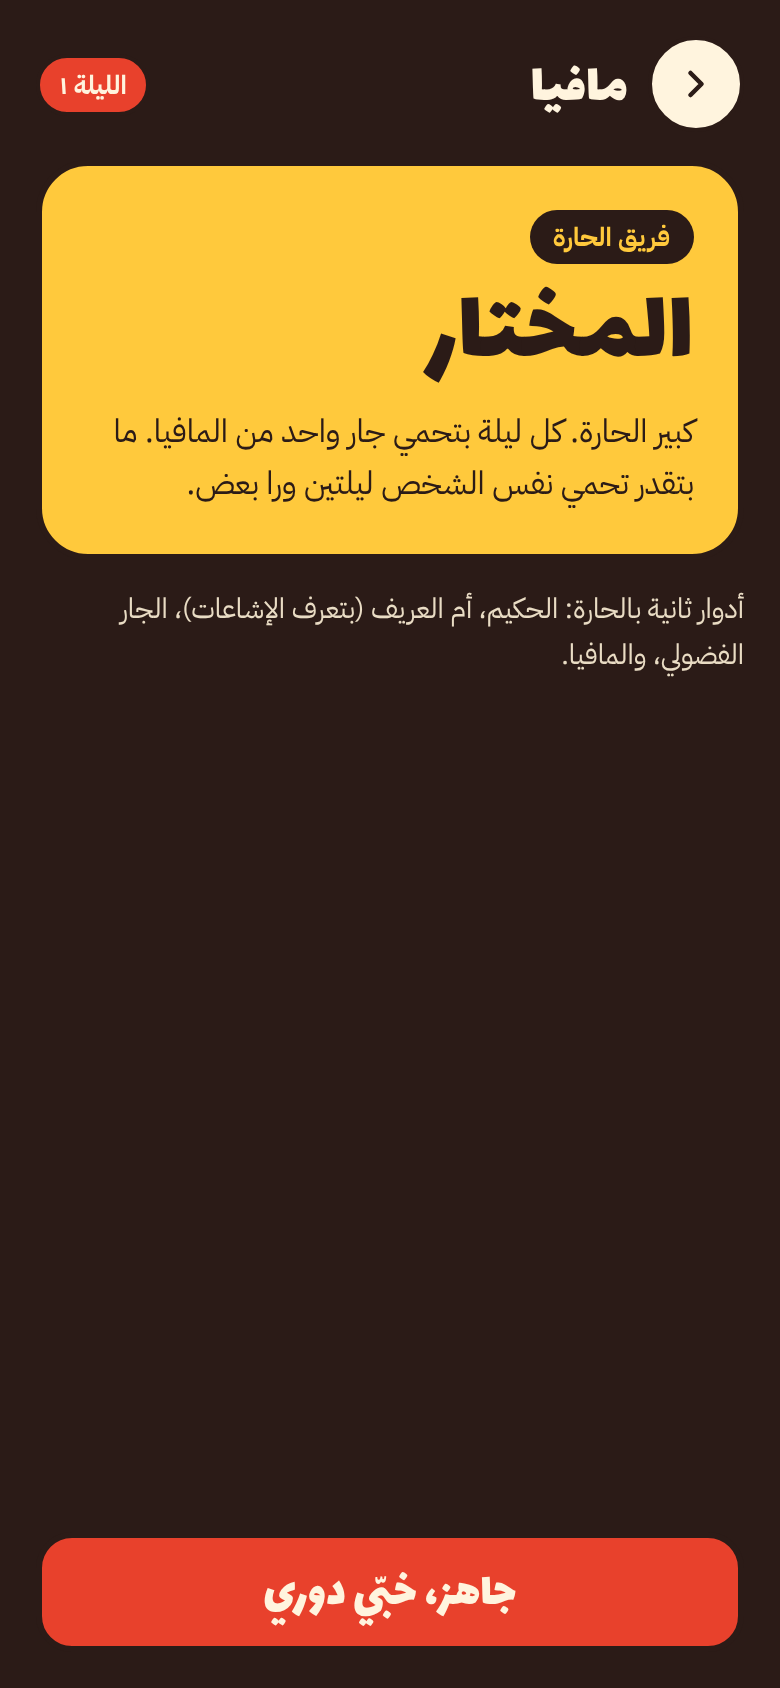 مافيا
الليلة ١
فريق الحارة
المختار
كبير الحارة. كل ليلة بتحمي جار واحد من المافيا. ما
بتقدر تحمي نفس الشخص ليلتين ورا بعض.
أدوار ثانية بالحارة: الحكيم، أم العريف (بتعرف الإشاعات)، الجار
الفضولي، والمافيا.
جاهز، خبّي دوري